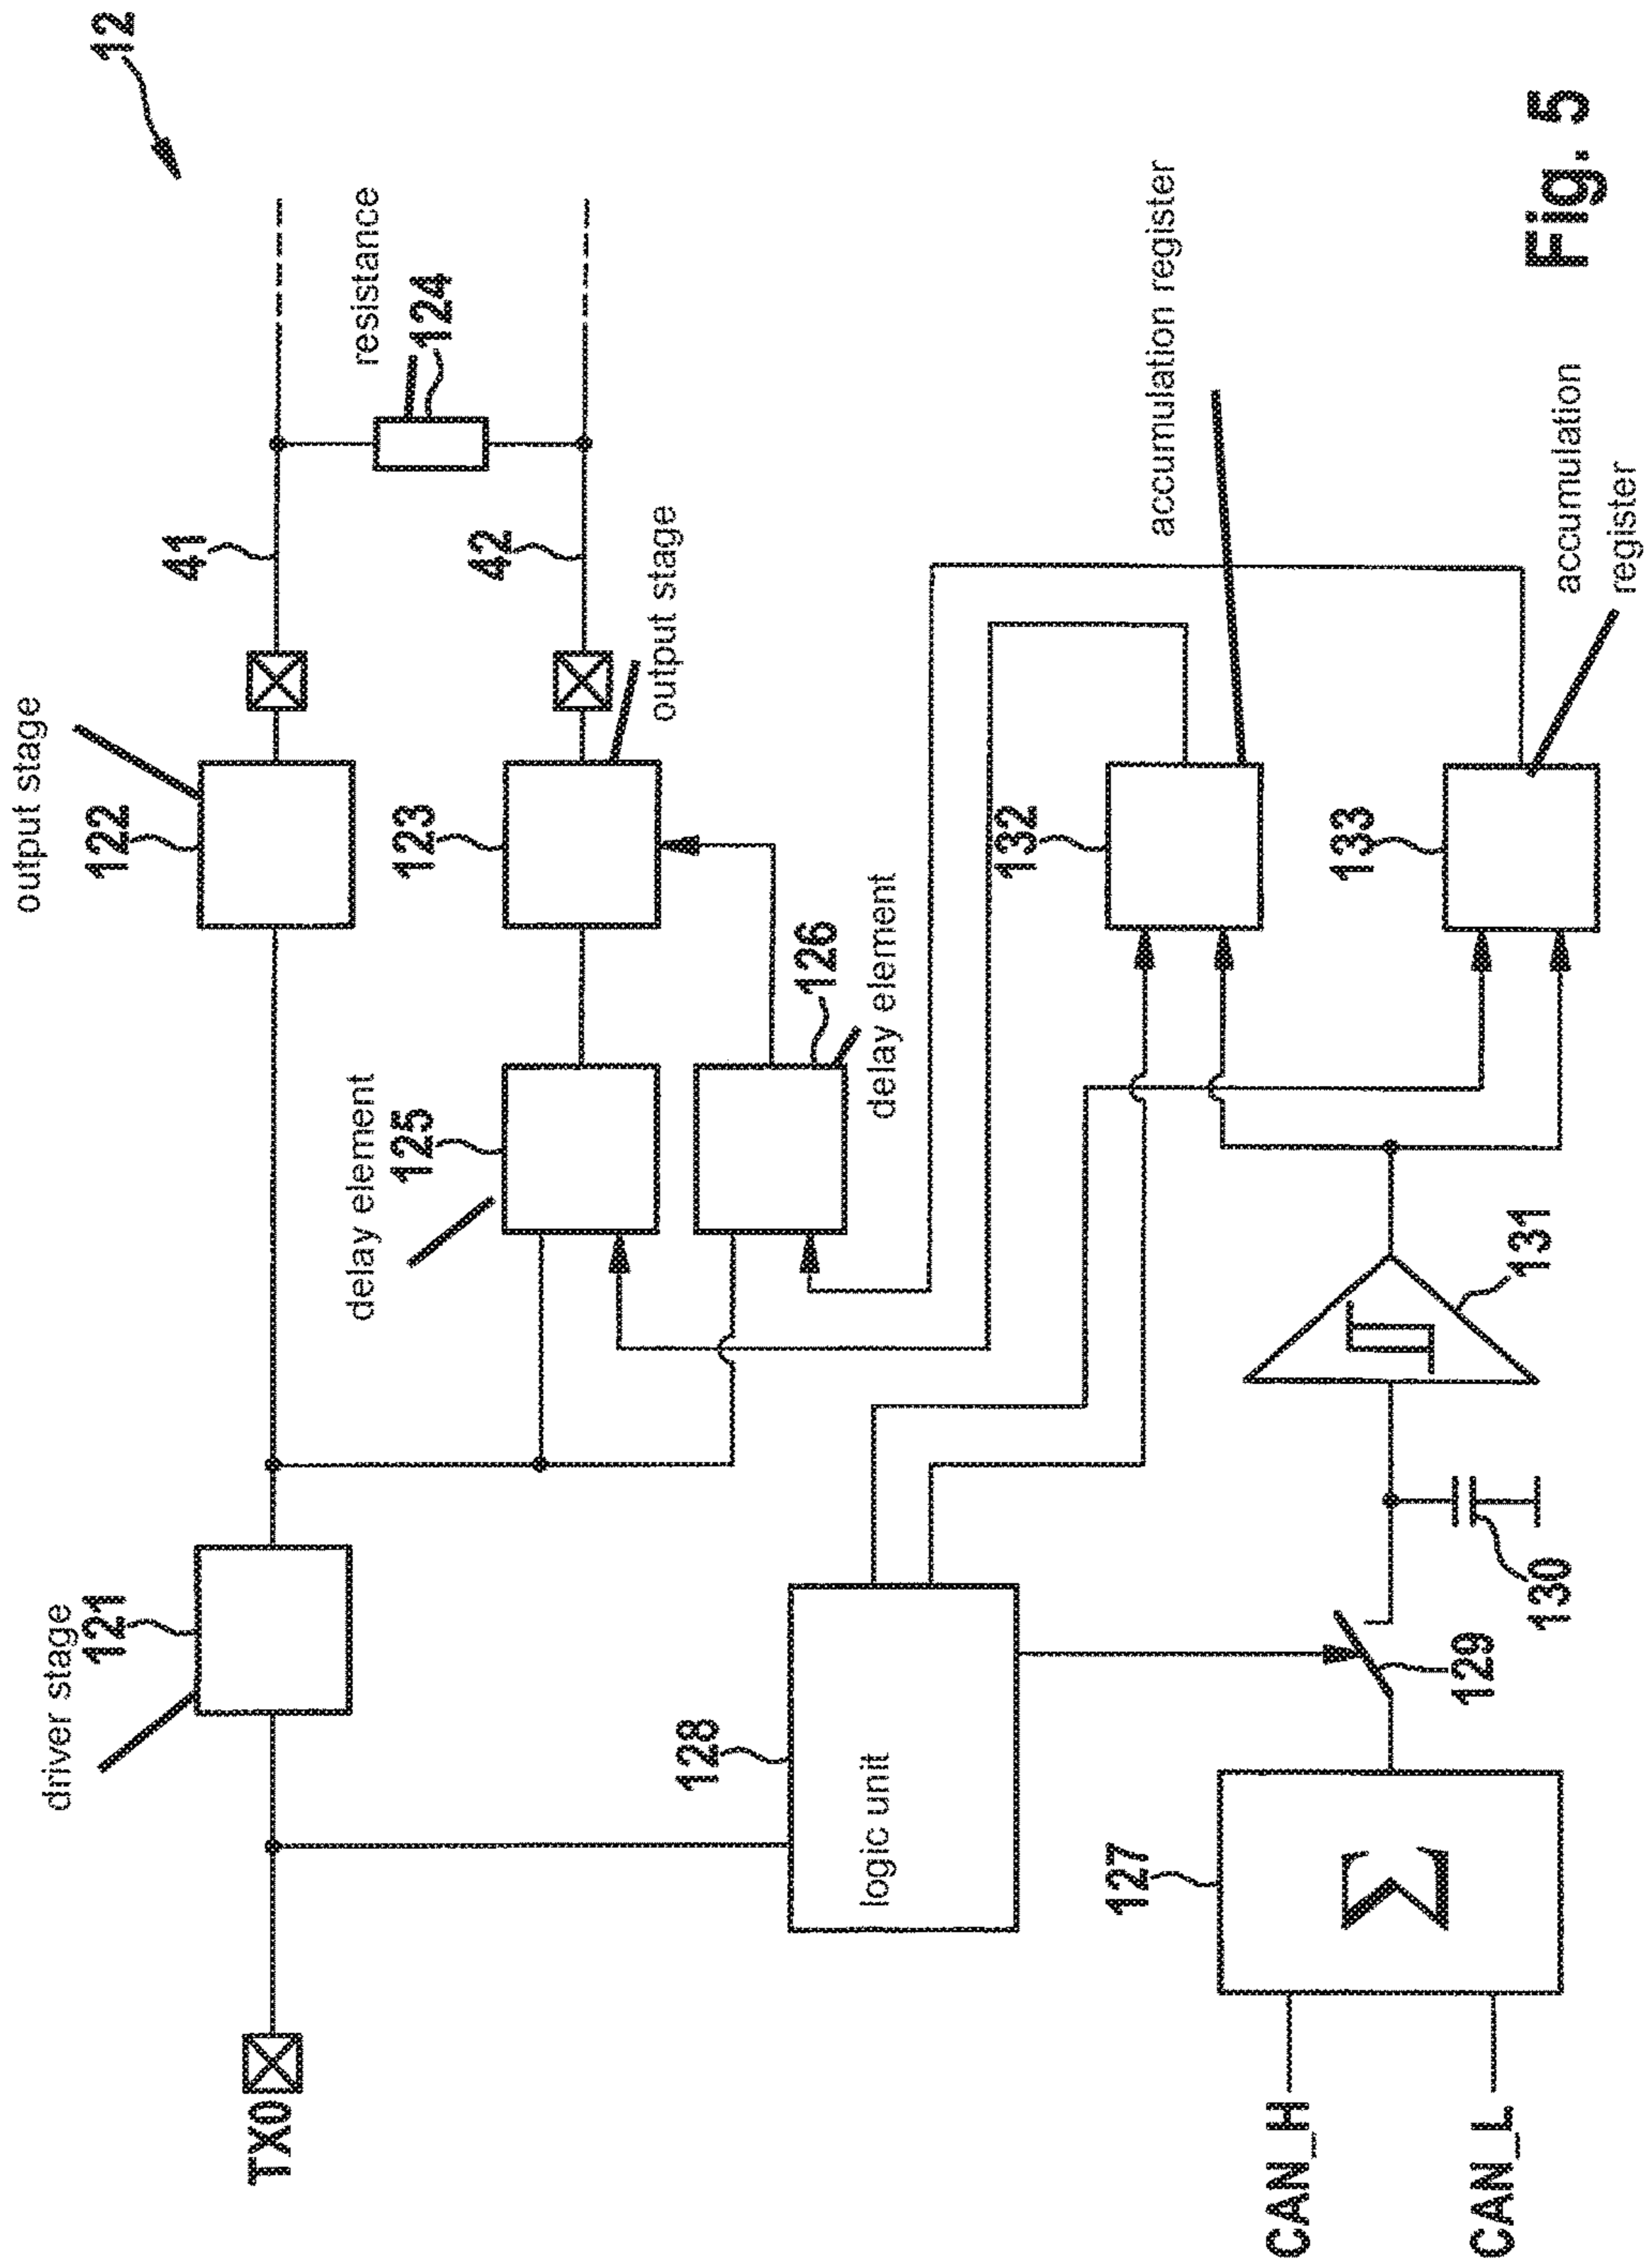 12
output stage
122
41
resistance
124
driver stage
121
TX0
delay element
125
123
42
output stage
126
delay element
128
logic unit
132
accumulation register
127
Σ
CAN_H
CAN_L
129
130
131
133
accumulation
register
Fig. 5